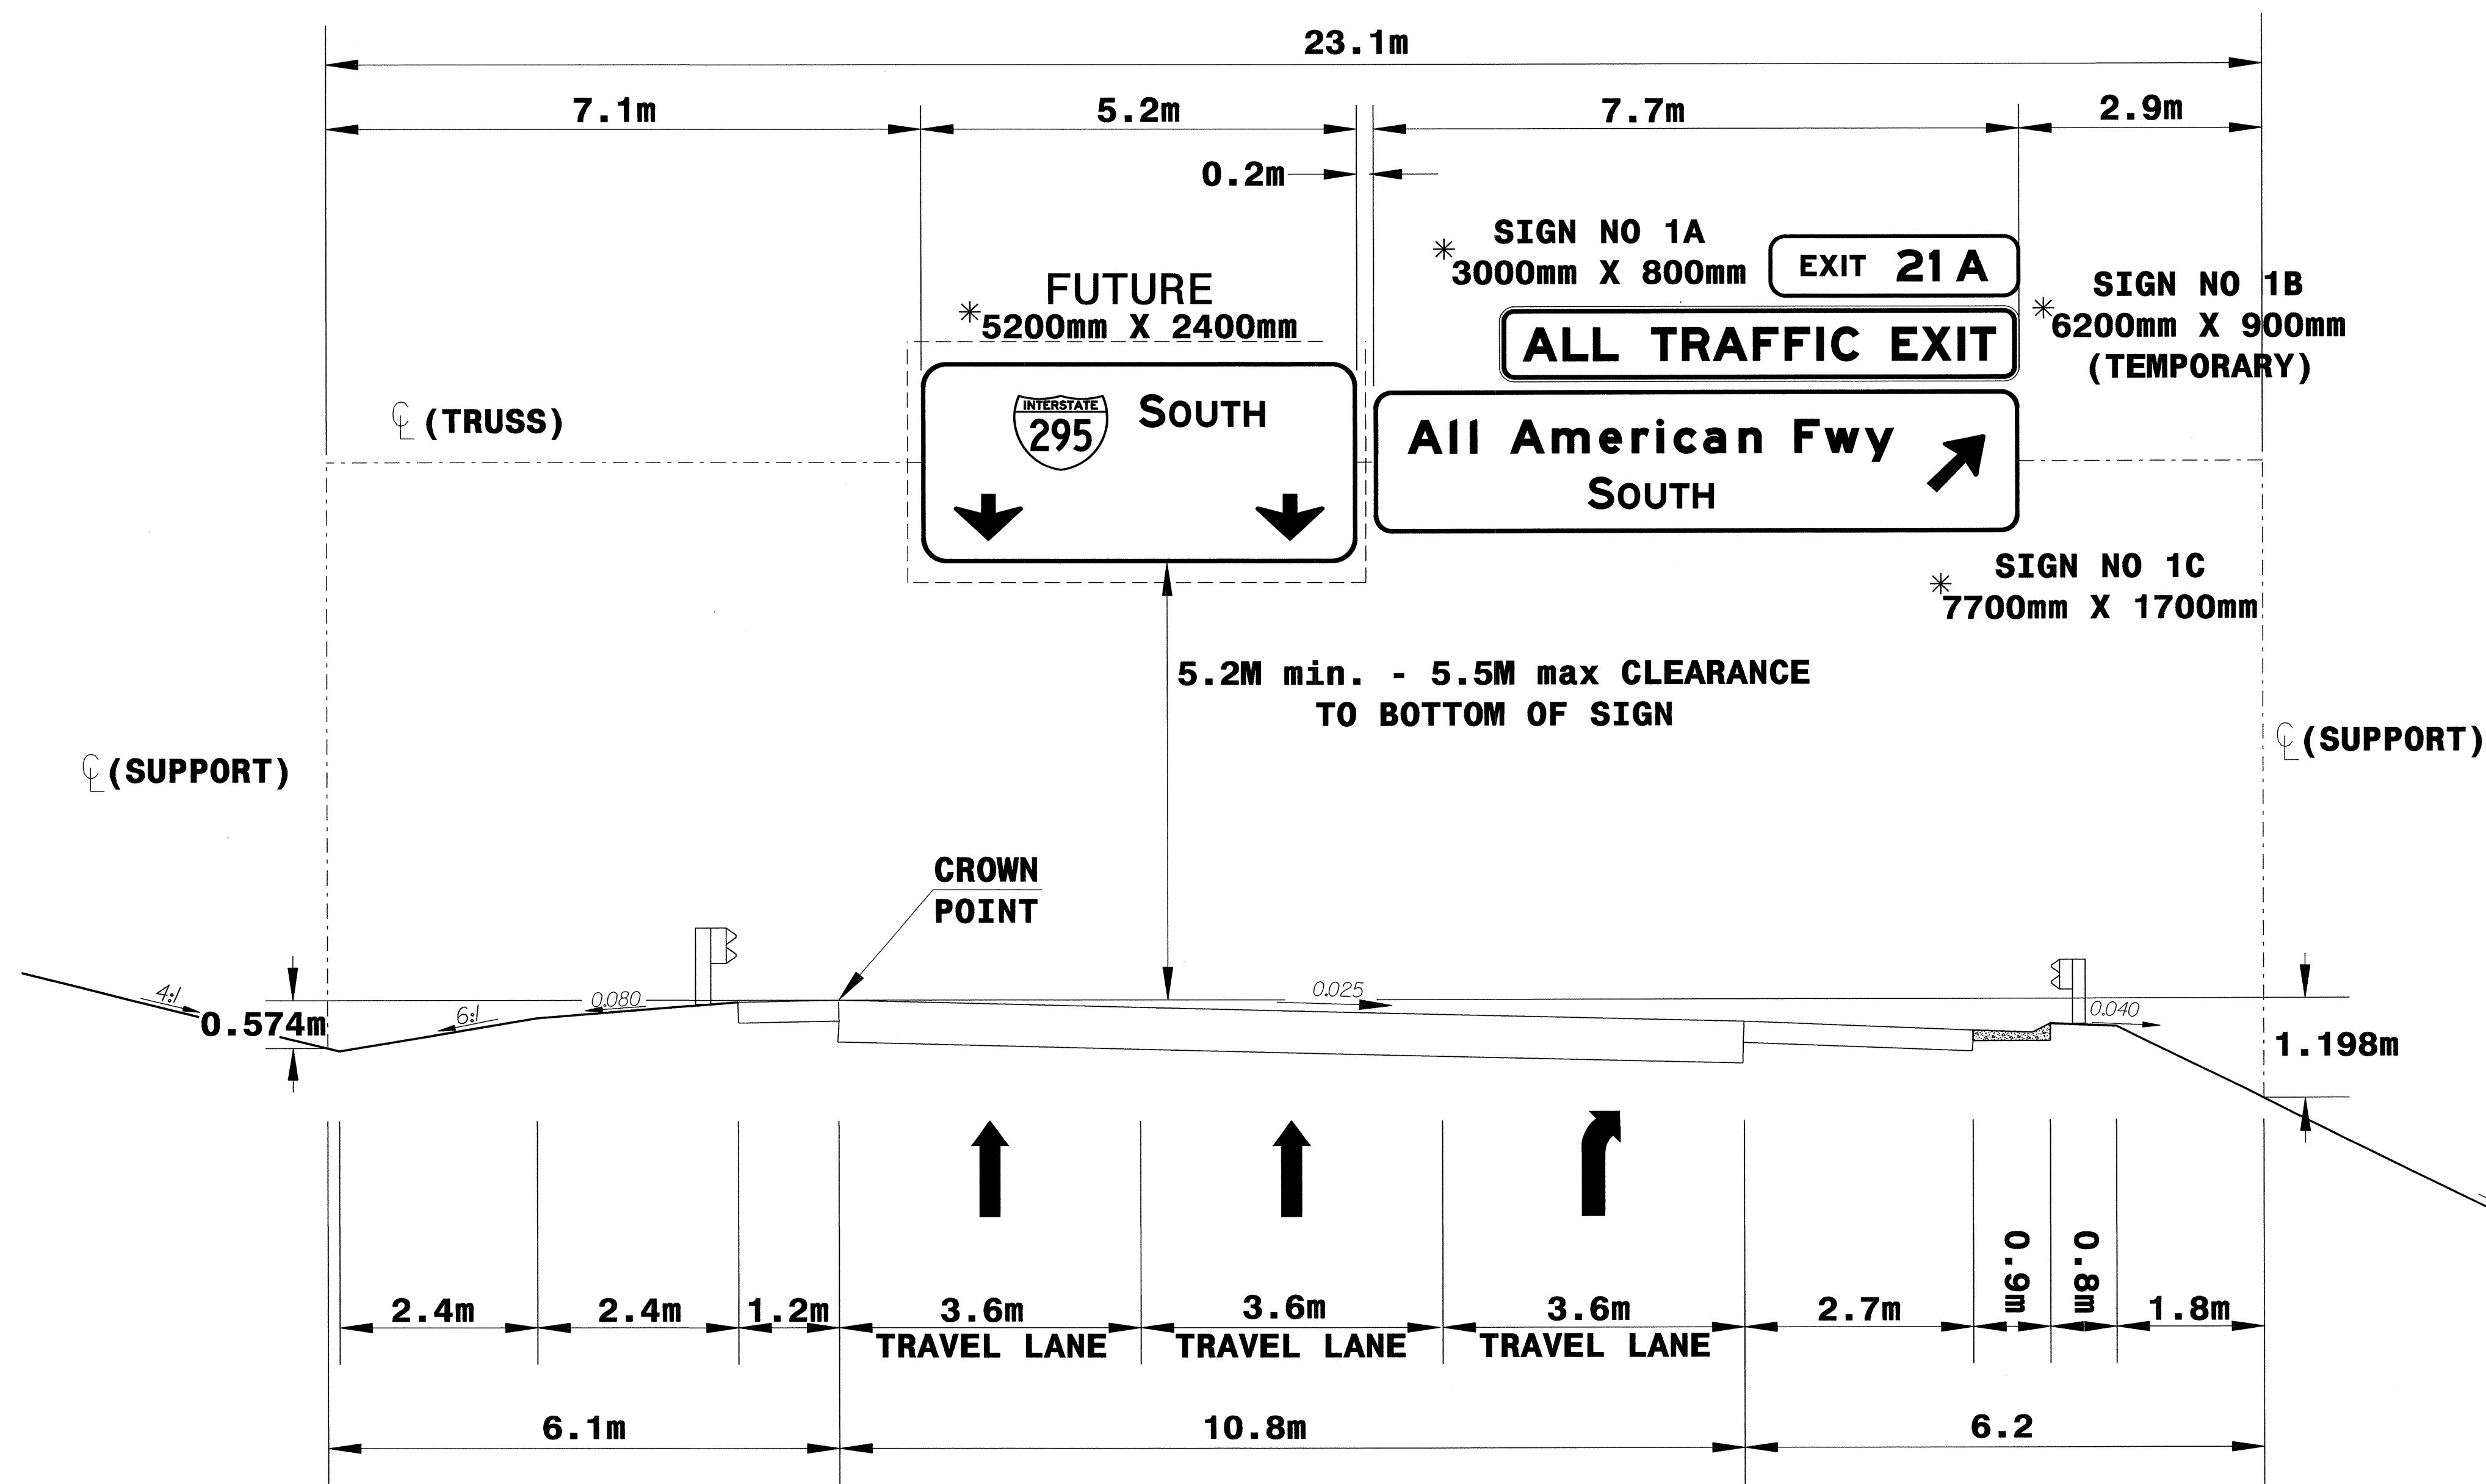 23.1m
7.1m
5.2m
7.7m
2.9m
0.2m
SIGN NO 1A
*3000mm X 800mm
EXIT 21 A
SIGN NO 1B
*6200mm X 900mm
(TEMPORARY)
FUTURE
*5200mm X 2400mm
ALL TRAFFIC EXIT
INTERSTATE
295
SOUTH
All American Fwy
SOUTH
℄ (TRUSS)
SIGN NO 1C
*7700mm X 1700mm
5.2M min. - 5.5M max CLEARANCE
TO BOTTOM OF SIGN
℄ (SUPPORT)
℄ (SUPPORT)
CROWN
POINT
4:1
0.574m
6:1
0.080
0.025
0.040
1.198m
2.4m
2.4m
1.2m
3.6m
TRAVEL LANE
3.6m
TRAVEL LANE
3.6m
TRAVEL LANE
2.7m
0.9m
0.8m
1.8m
6.1m
10.8m
6.2